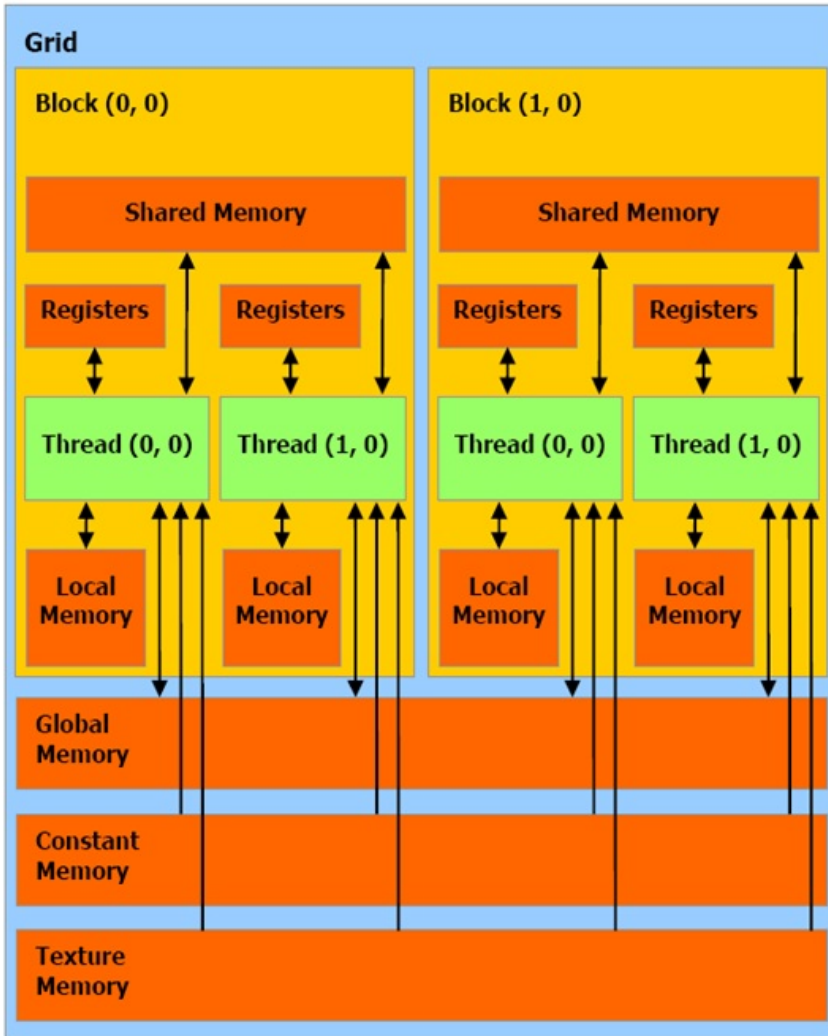 Grid
Block (0, 0)
Block (1, 0)
Shared Memory
Shared Memory
Registers
Registers
Registers
Registers
Thread (0, 0)
Thread (1, 0)
Thread (0, 0)
Thread (1, 0)
Local
Memory
Local
Memory
Local
Memory
Local
Memory
Global
Memory
Constant
Memory
Texture
Memory